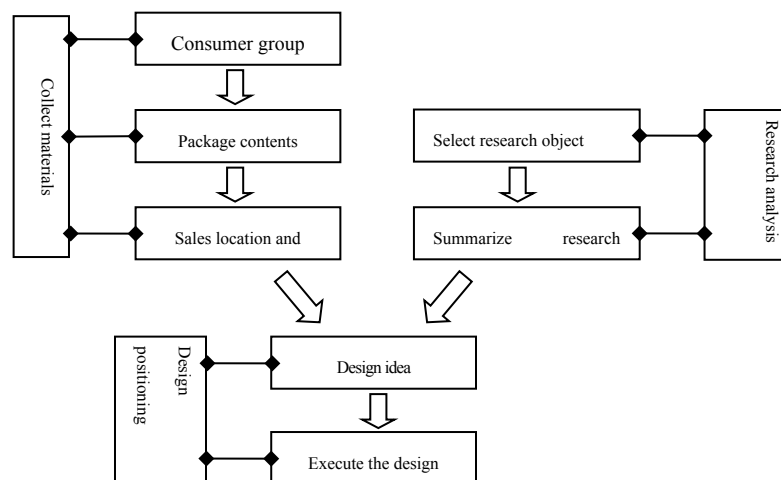 Consumer group
Collect materials
Package contents
Select research object
Research analysis
Sales location and
Summarize research
Design
positioning
Design idea
Execute the design